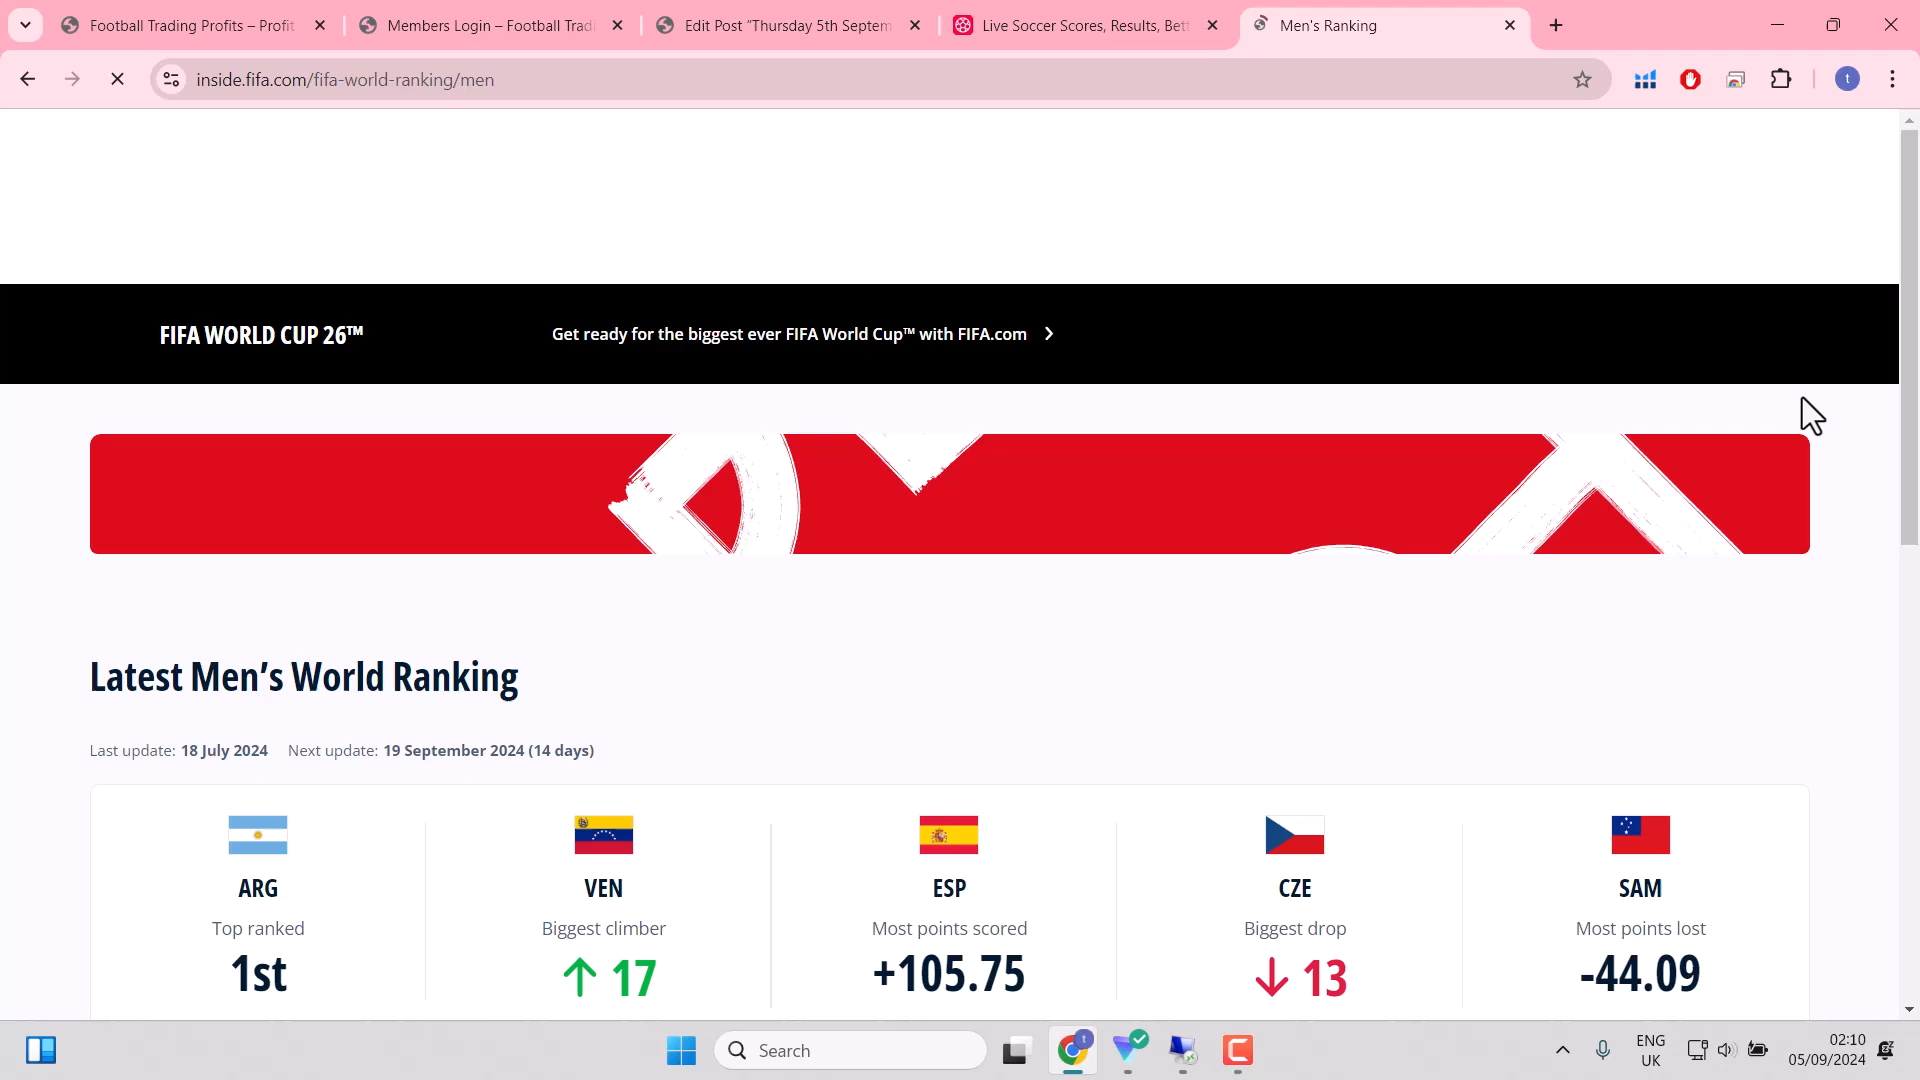 Football Trading Profits – Profit
Members Login – Football Tradi
Edit Post “Thursday 5th Septem
Live Soccer Scores, Results, Bett
Men's Ranking
inside.fifa.com/fifa-world-ranking/men
t
FIFA WORLD CUP 26™
Get ready for the biggest ever FIFA World Cup™ with FIFA.com
Latest Men’s World Ranking
Last update: 18 July 2024 Next update: 19 September 2024 (14 days)
ARG
Top ranked
1st
VEN
Biggest climber
17
ESP
Most points scored
+105.75
CZE
Biggest drop
13
SAM
Most points lost
-44.09
Search
t
ENG
UK
02:10
05/09/2024